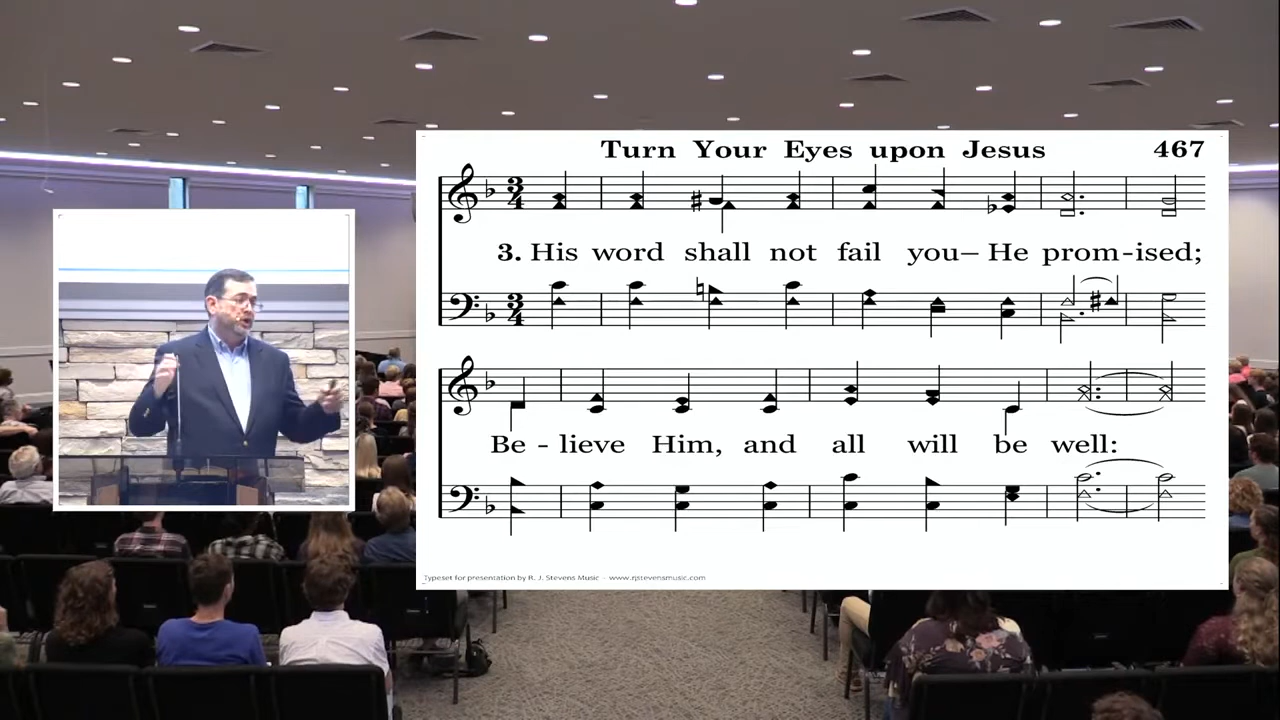 Turn Your Eyes upon Jesus 467
3. His word shall not fail you– He prom-ised;
Be - lieve Him, and all will be well:
Typeset for presentation by R. J. Stevens Music - www.rjstevensmusic.com